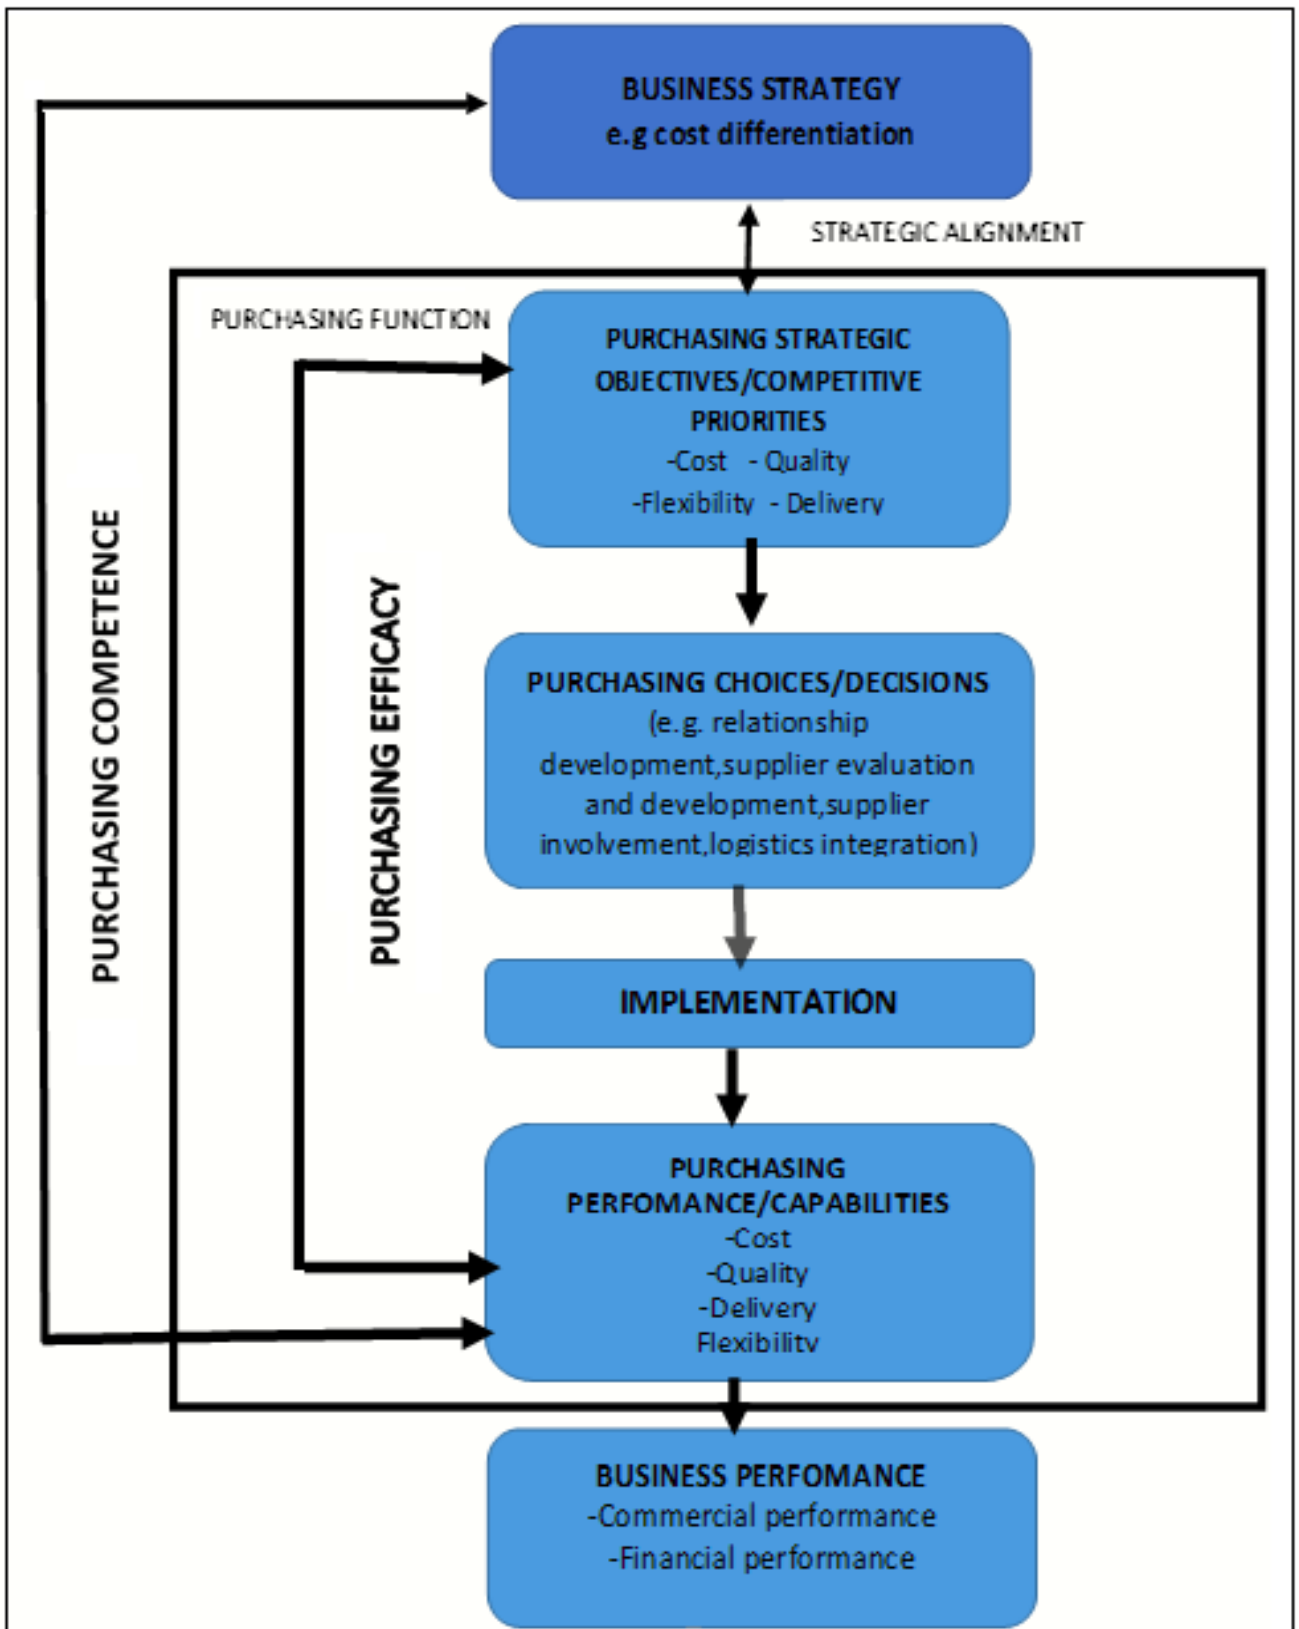 BUSINESS STRATEGY
e.g cost differentiation
STRATEGIC ALIGNMENT
PURCHASING FUNCTION
PURCHASING STRATEGIC
OBJECTIVES/COMPETITIVE
PRIORITIES
-Cost - Quality
-Flexibility - Delivery
PURCHASING COMPETENCE
PURCHASING EFFICACY
PURCHASING CHOICES/DECISIONS
(e.g. relationship
development,supplier evaluation
and development,supplier
involvement,logistics integration)
IMPLEMENTATION
PURCHASING
PERFOMANCE/CAPABILITIES
-Cost
-Quality
-Delivery
Flexibility
BUSINESS PERFOMANCE
-Commercial performance
-Financial performance